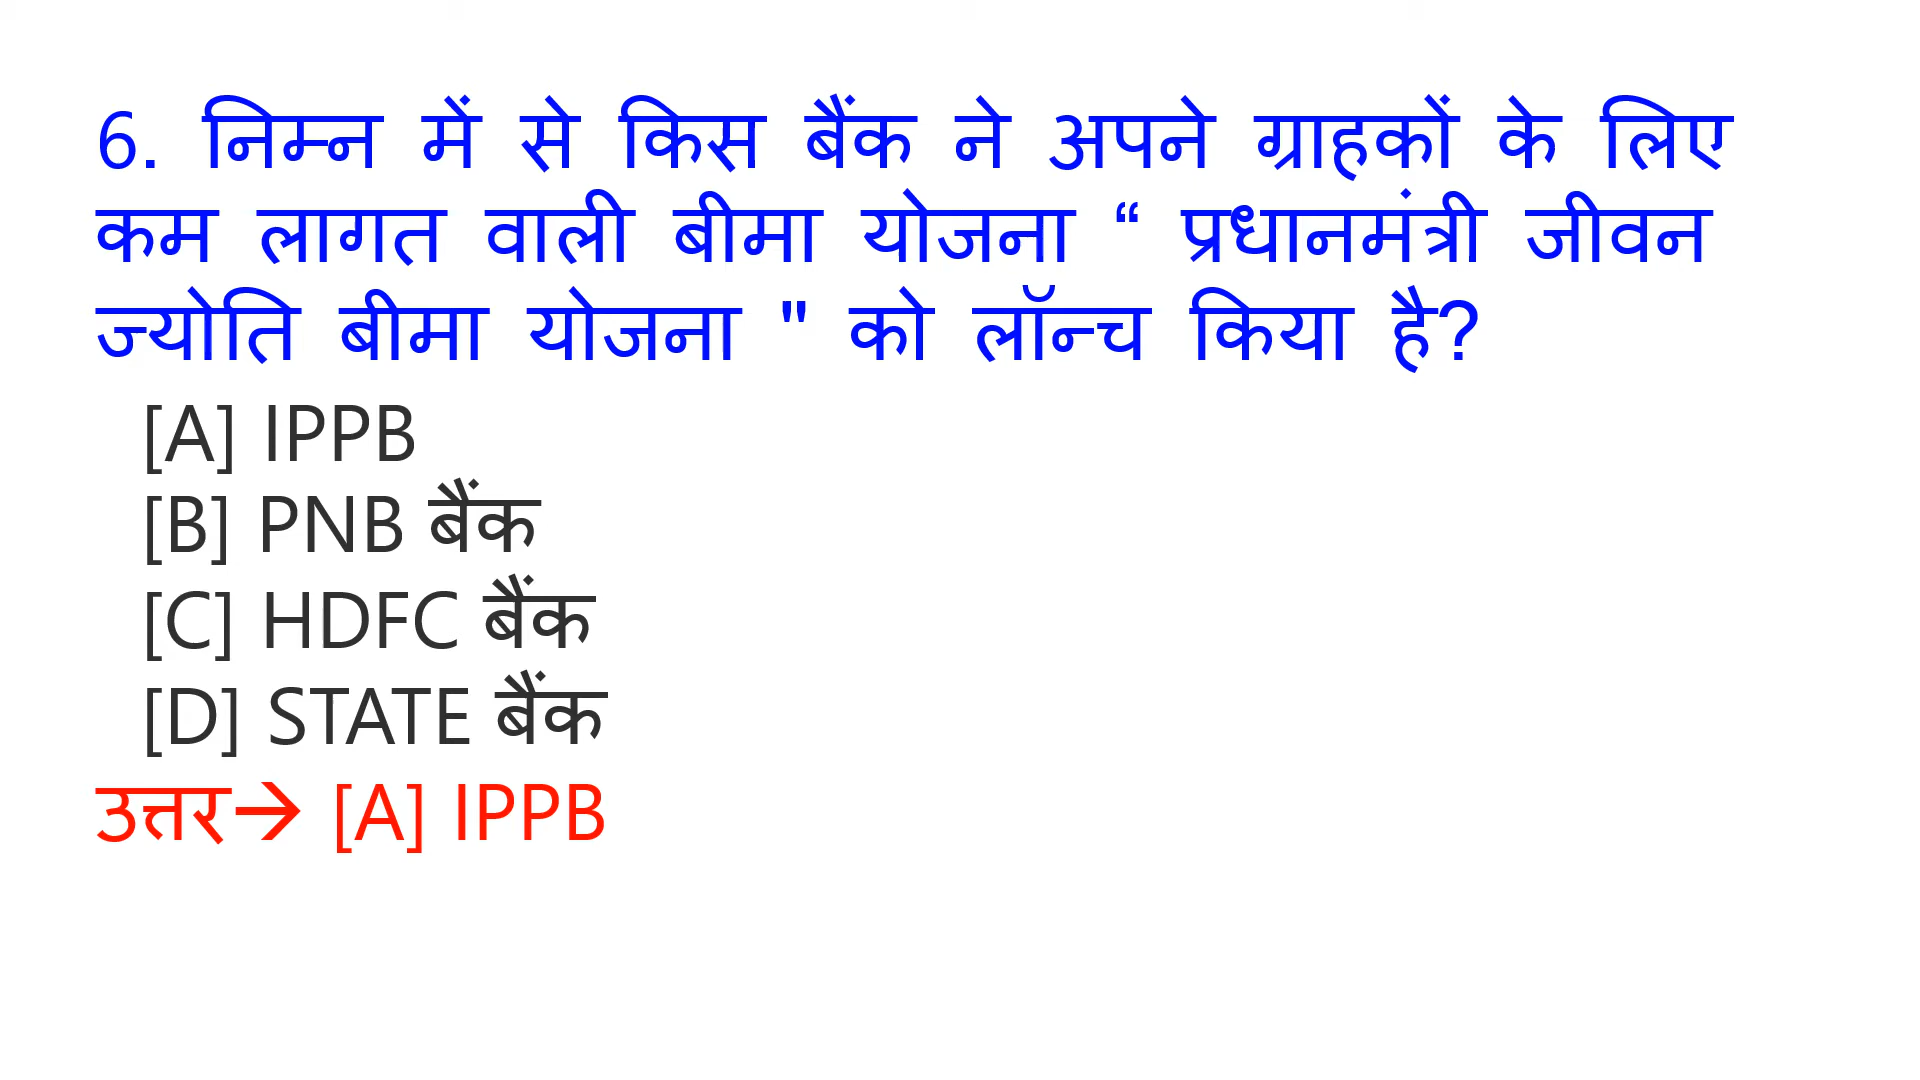 6. निम्न में से किस बैंक ने अपने ग्राहकों के लिए
कम लागत वाली बीमा योजना “ प्रधानमंत्री जीवन
ज्योति बीमा योजना " को लॉन्च किया है?
[A] IPPB
[B] PNB बैंक
[C] HDFC बैंक
[D] STATE बैंक
उत्तर→ [A] IPPB